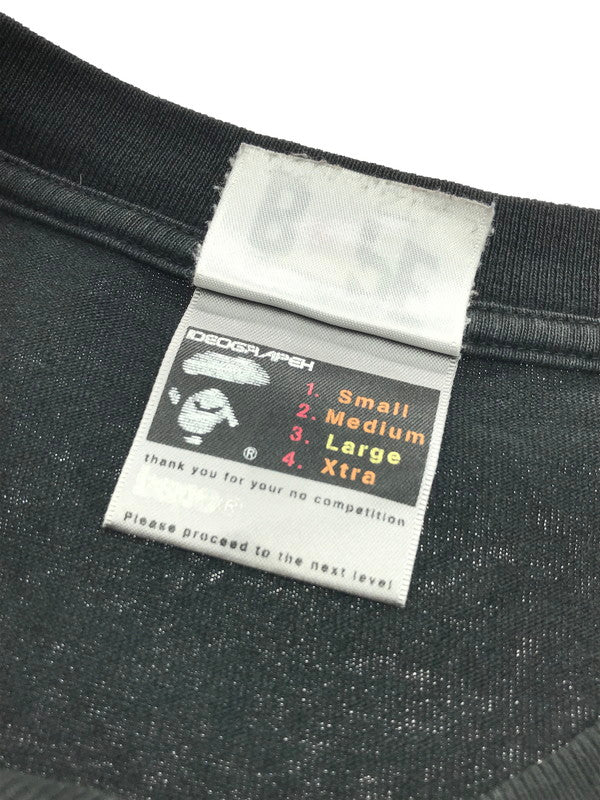 IDEOGRAPEH
1. Small
2. Medium
3. Large
4. Xtra
®
thank you for your no competition
Please proceed to the next level